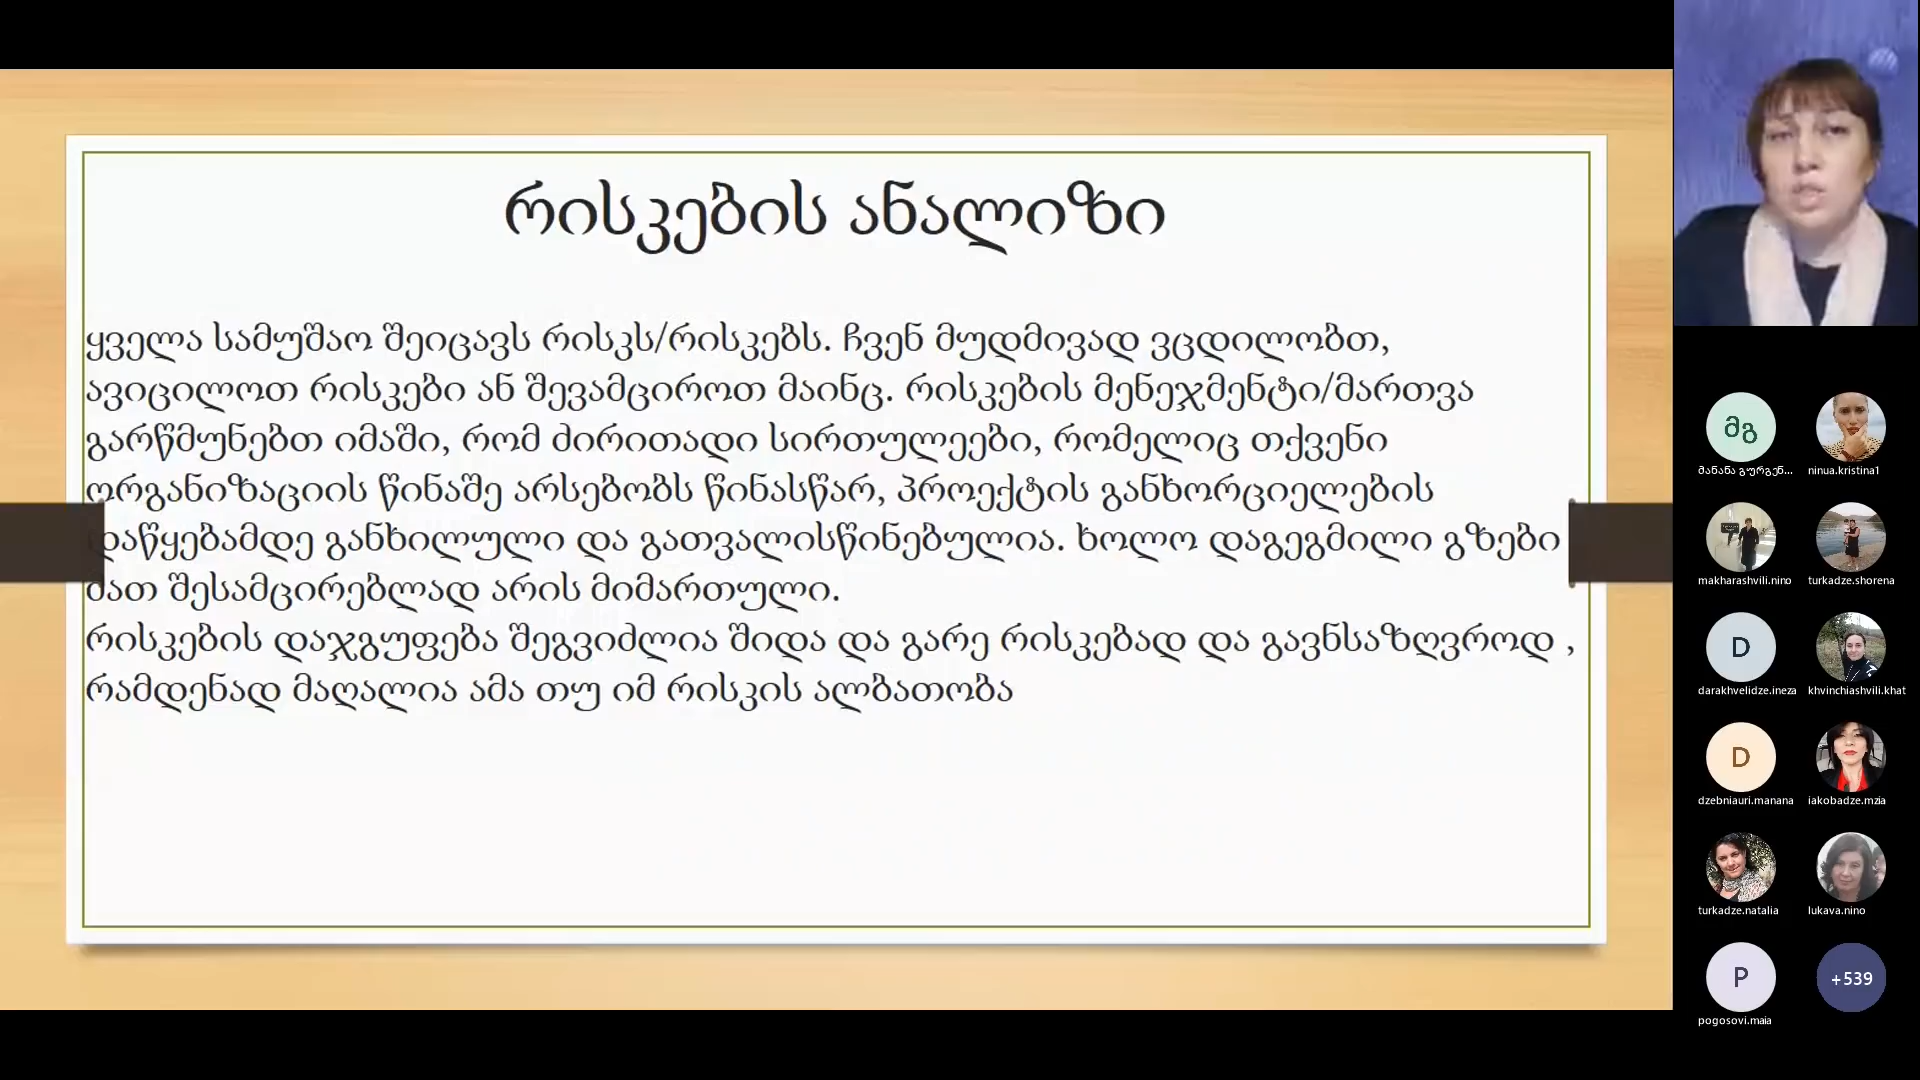 რისკების ანალიზი
ყველა სამუშაო შეიცავს რისკს/რისკებს. ჩვენ მუდმივად ვცდილობთ,
ავიცილოთ რისკები ან შევამციროთ მაინც. რისკების მენეჯმენტი/მართვა
გარწმუნებთ იმაში, რომ ძირითადი სირთულეები, რომელიც თქვენი
ორგანიზაციის წინაშე არსებობს წინასწარ, პროექტის განხორციელების
დაწყებამდე განხილული და გათვალისწინებულია. ხოლო დაგეგმილი გზები
მათ შესამცირებლად არის მიმართული.
რისკების დაჯგუფება შეგვიძლია შიდა და გარე რისკებად და გავნსაზღვროდ ,
რამდენად მაღალია ამა თუ იმ რისკის ალბათობა
მგ
მანანა გურგენ... ninua.kristina1
makharashvili.nino turkadze.shorena
D
darakhvelidze.ineza khvinchiashvili.khat
D
dzebniauri.manana iakobadze.mzia
turkadze.natalia lukava.nino
P +539
pogosovi.maia